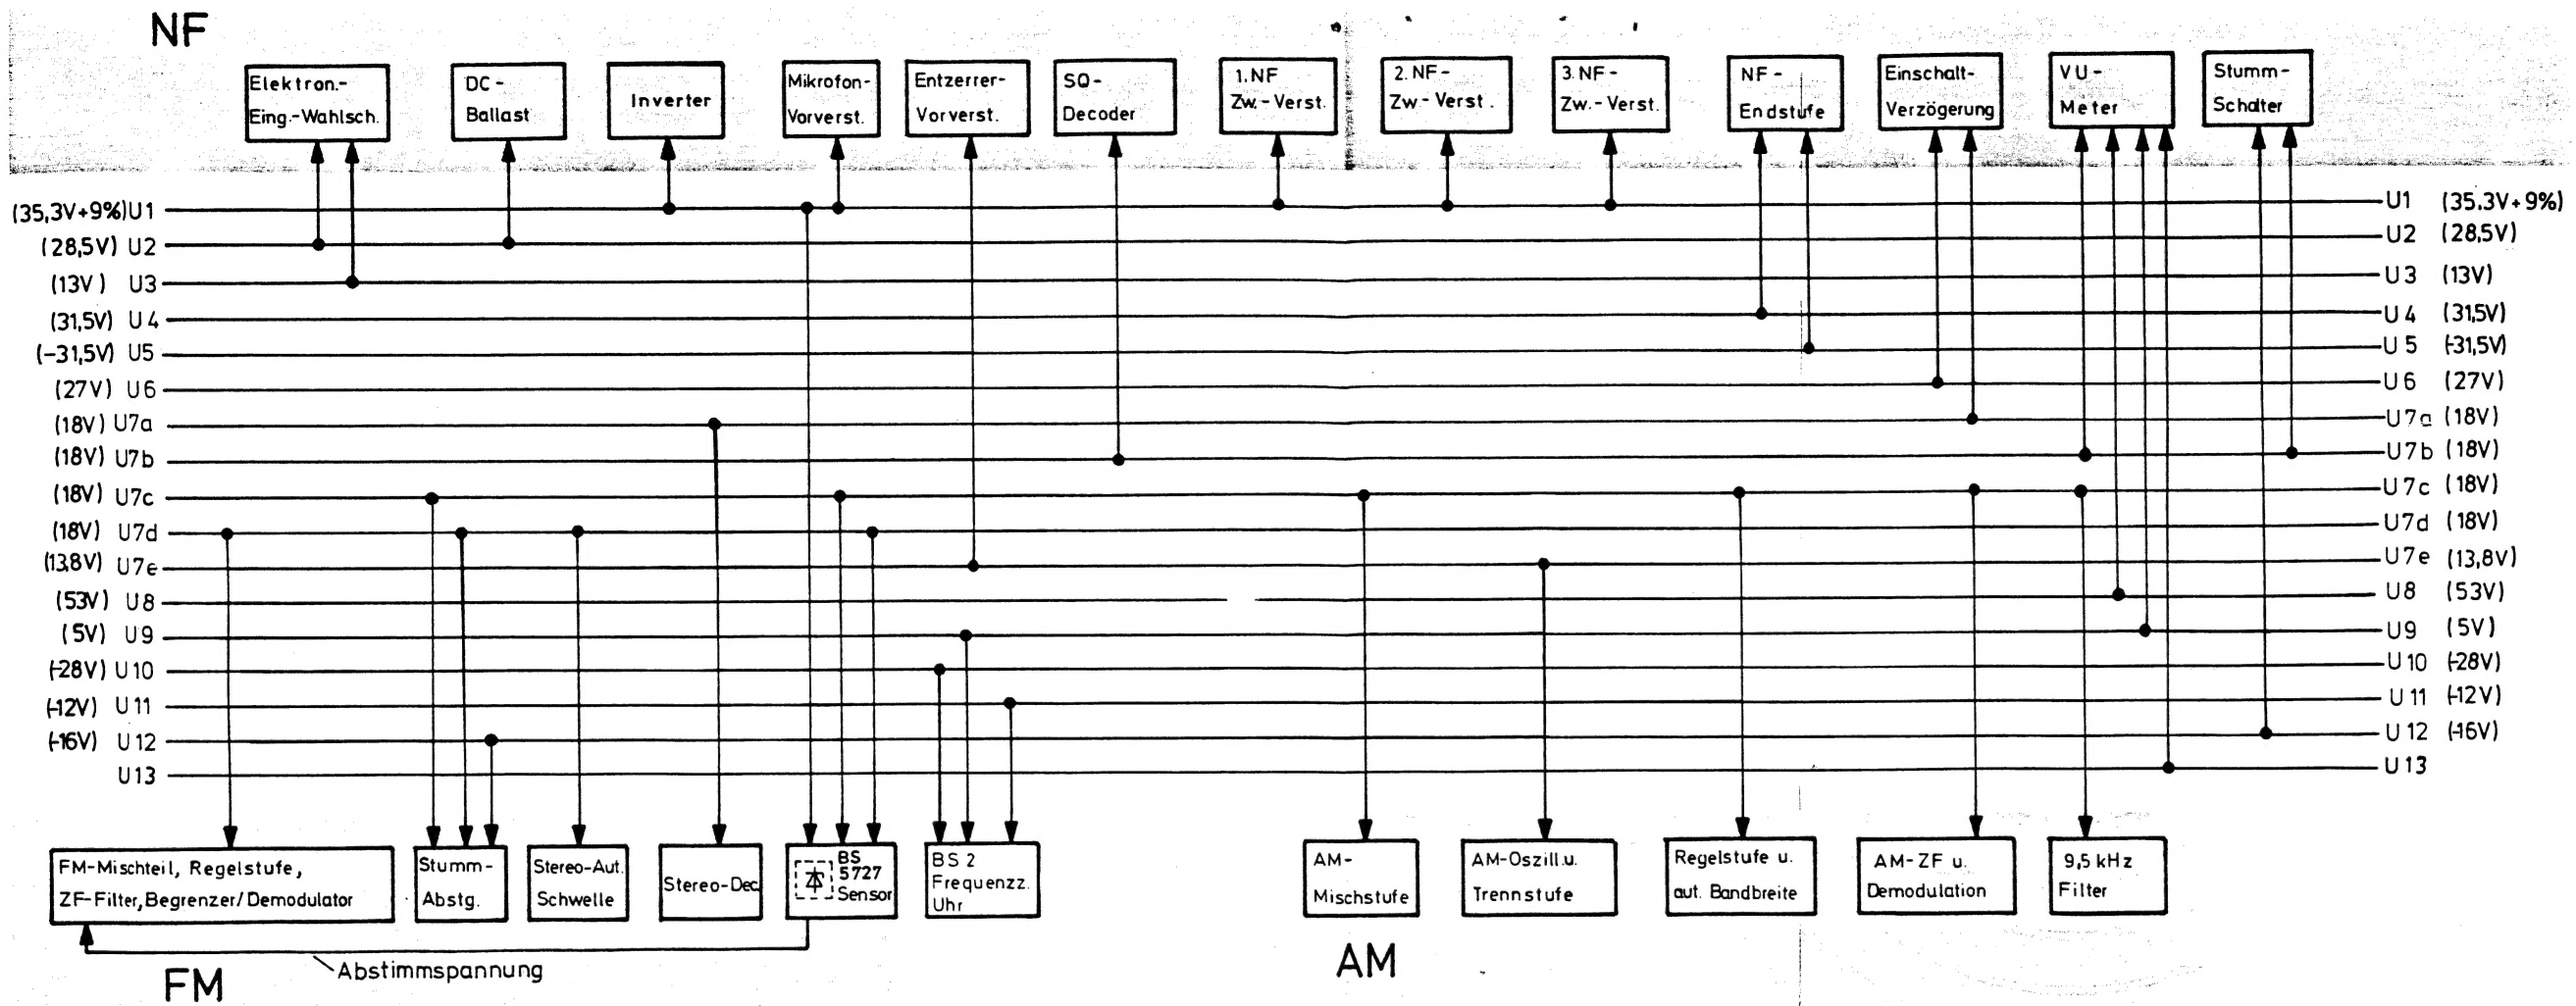 NF
Elektron.-
Eing.-Wahlsch.
DC-
Ballast
Inverter
Mikrofon-
Vorverst.
Entzerrer-
Vorverst.
SQ-
Decoder
1.NF
Zw.-Verst.
2.NF-
Zw-Verst.
3.NF-
Zw.-Verst.
NF-
Endstufe
Einschalt-
Verzögerung
VU-
Meter
Stumm-
Schalter
(35,3V+9%)U1
U1 (35.3V+9%)
(28,5V) U2
U2 (28,5V)
(13V) U3
U3 (13V)
(31,5V) U4
U4 (31,5V)
(-31,5V) U5
U5 (-31,5V)
(27V) U6
U6 (27V)
(18V) U7a
U7a (18V)
(18V) U7b
U7b (18V)
(18V) U7c
U7c (18V)
(18V) U7d
U7d (18V)
(13,8V) U7e
U7e (13,8V)
(53V) U8
U8 (53V)
(5V) U9
U9 (5V)
(-28V) U10
U10 (-28V)
(-12V) U11
U11 (-12V)
(-16V) U12
U12 (-16V)
U13
U13
FM-Mischteil, Regelstufe,
ZF-Filter, Begrenzer/Demodulator
Stumm-
Abstg.
Stereo-Aut.
Schwelle
Stereo-Dec.
BS
5727
Sensor
BS 2
Frequenzz.
Uhr
AM-
Mischstufe
AM-Oszill.u.
Trennstufe
Regelstufe u.
aut. Bandbreite
AM-ZF u.
Demodulation
9,5 kHz
Filter
Abstimmspannung
FM
AM